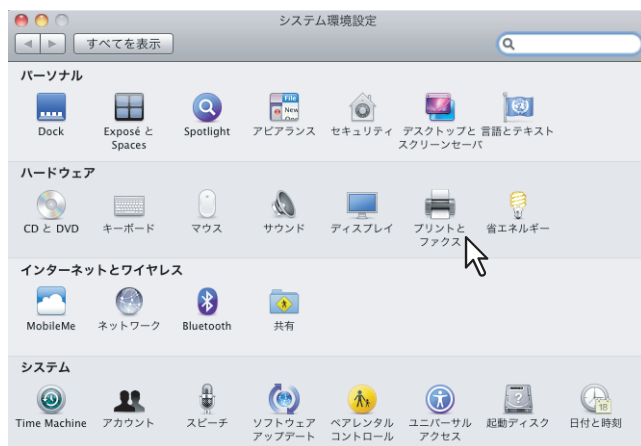 システム環境設定
すべてを表示
パーソナル
Dock
Exposé と
Spaces
Spotlight
アピアランス
セキュリティ
デスクトップと
スクリーンセーバ
言語とテキスト
ハードウェア
CD と DVD
キーボード
マウス
サウンド
ディスプレイ
プリントと
ファクス
省エネルギー
インターネットとワイヤレス
MobileMe
ネットワーク
Bluetooth
共有
システム
Time Machine
アカウント
スピーチ
ソフトウェア
アップデート
ペアレンタル
コントロール
ユニバーサル
アクセス
起動ディスク
日付と時刻
File
New
18